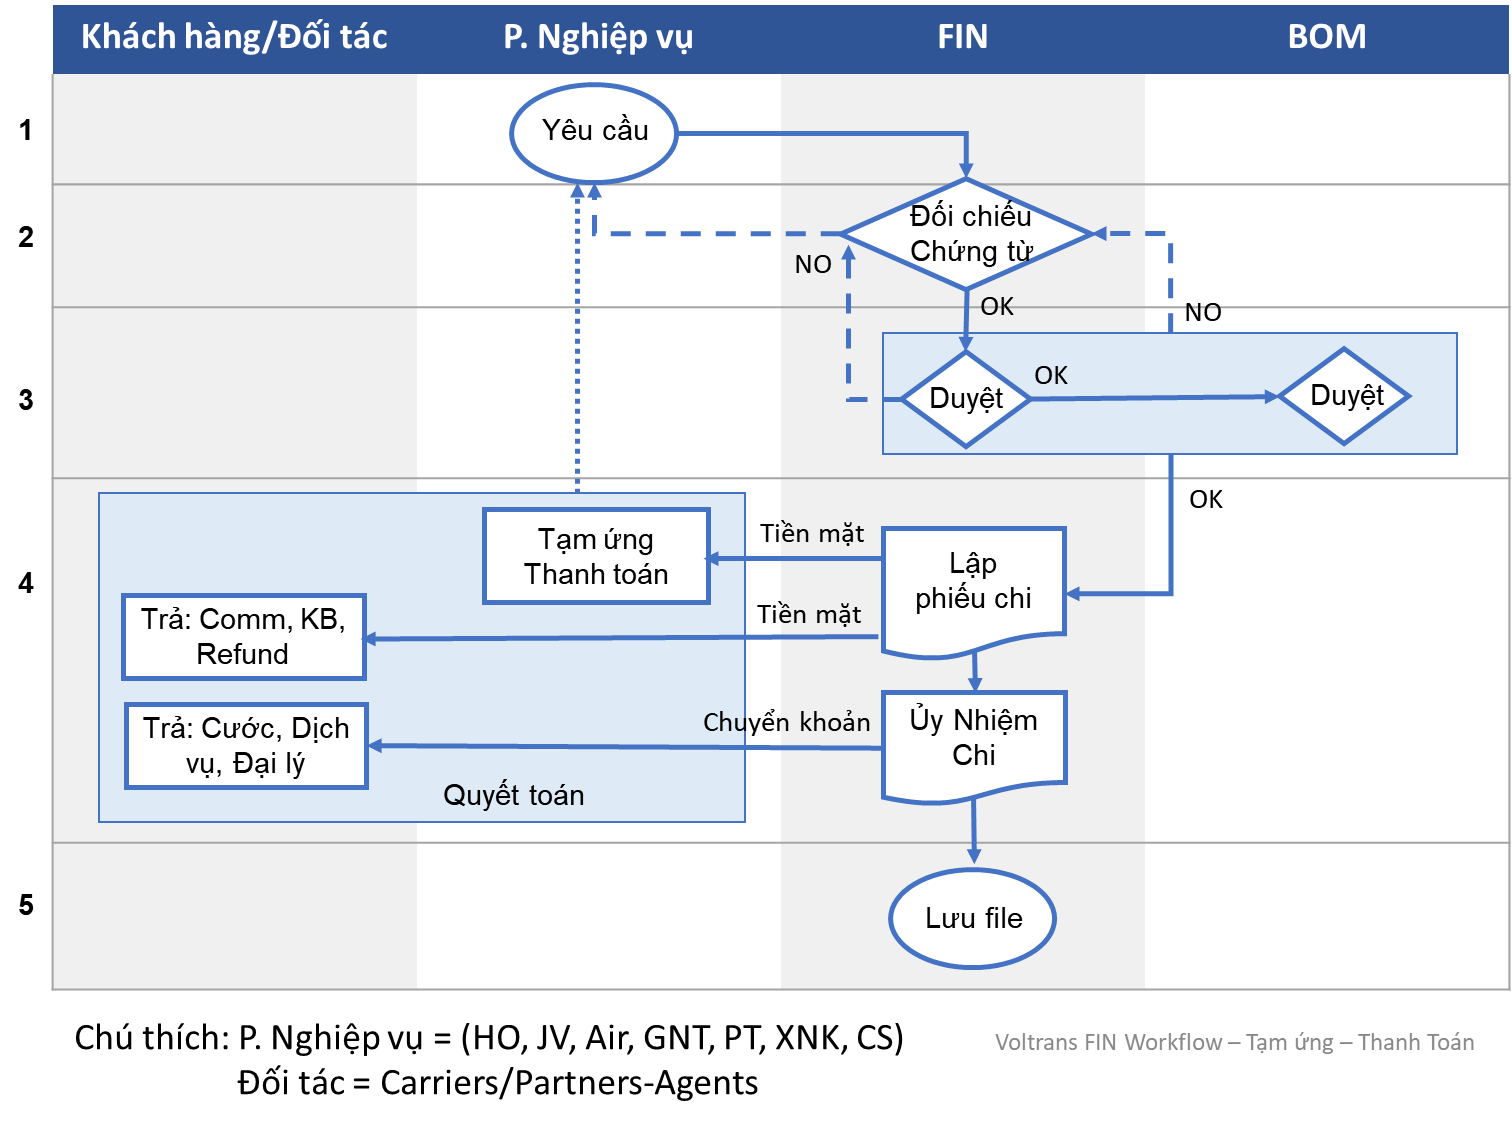 Khách hàng/Đối tác
P. Nghiệp vụ
FIN
BOM
1
Yêu cầu
2
Đối chiếu
Chứng từ
NO
OK
NO
3
Duyệt
OK
Duyệt
OK
4
Tạm ứng
Thanh toán
Tiền mặt
Lập
phiếu chi
Trả: Comm, KB,
Refund
Tiền mặt
Trả: Cước, Dịch
vụ, Đại lý
Chuyển khoản
Ủy Nhiệm
Chi
Quyết toán
5
Lưu file
Chú thích: P. Nghiệp vụ = (HO, JV, Air, GNT, PT, XNK, CS)
Đối tác = Carriers/Partners-Agents
Voltrans FIN Workflow – Tạm ứng – Thanh Toán